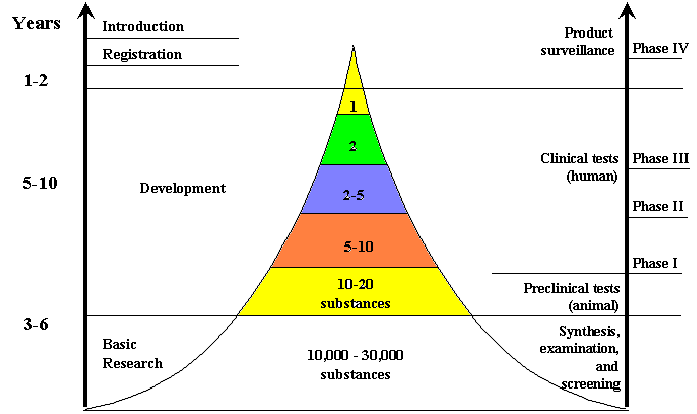 Years
Introduction
Registration
1-2
5-10
Development
3-6
Basic
Research
1
2
2-5
5-10
10-20
substances
10,000 - 30,000
substances
Product
surveillance
Phase IV
Clinical tests
(human)
Phase III
Phase II
Phase I
Preclinical tests
(animal)
Synthesis,
examination,
and
screening